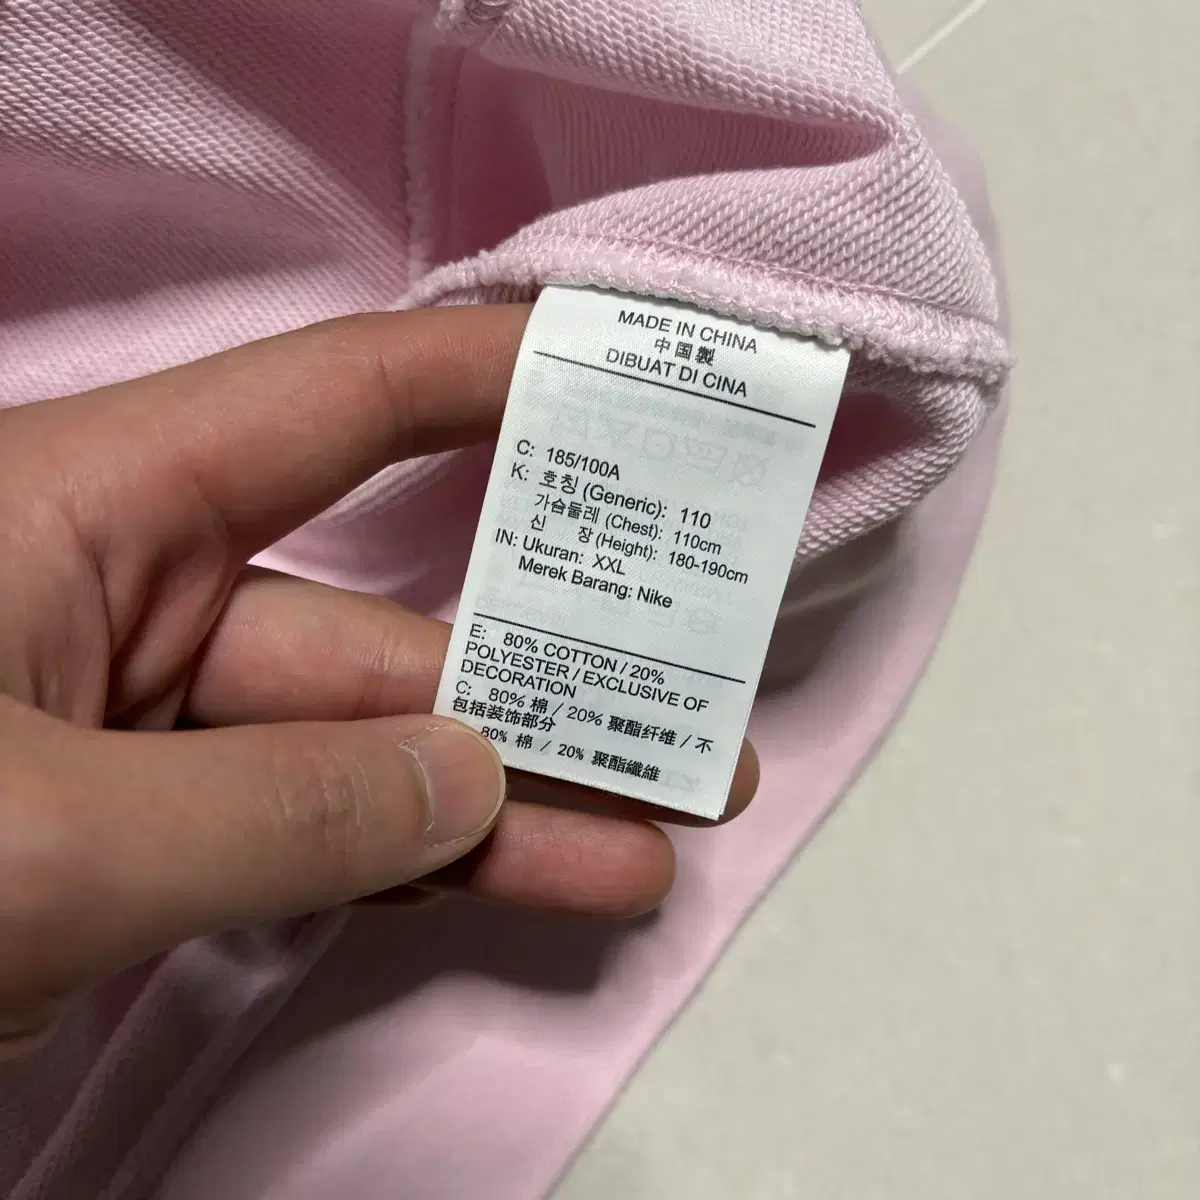 MADE IN CHINA
中国製
DIBUAT DI CINA
C: 185/100A
K: 호칭 (Generic): 110
가슴둘레 (Chest): 110cm
신 장 (Height): 180-190cm
IN: Ukuran: XXL
Merek Barang: Nike
E: 80% COTTON / 20%
POLYESTER / EXCLUSIVE OF
DECORATION
C: 80% 棉 / 20% 聚酯纤维 / 不
包括装饰部分
80% 棉 / 20% 聚酯纖維